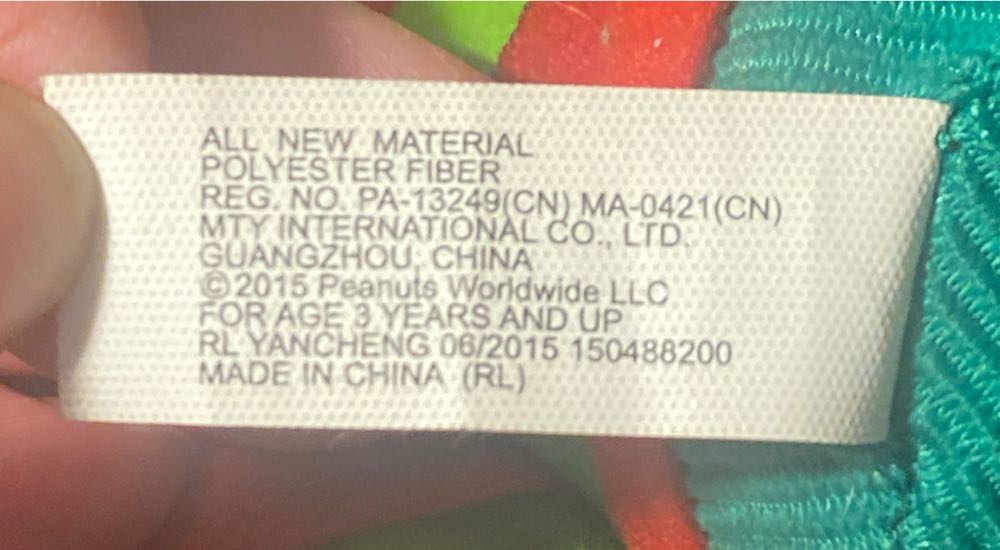 ALL NEW MATERIAL
POLYESTER FIBER
REG. NO. PA-13249(CN) MA-0421(CN)
MTY INTERNATIONAL CO., LTD.
GUANGZHOU, CHINA
©2015 Peanuts Worldwide LLC
FOR AGE 3 YEARS AND UP
RL YANCHENG 06/2015 150488200
MADE IN CHINA (RL)